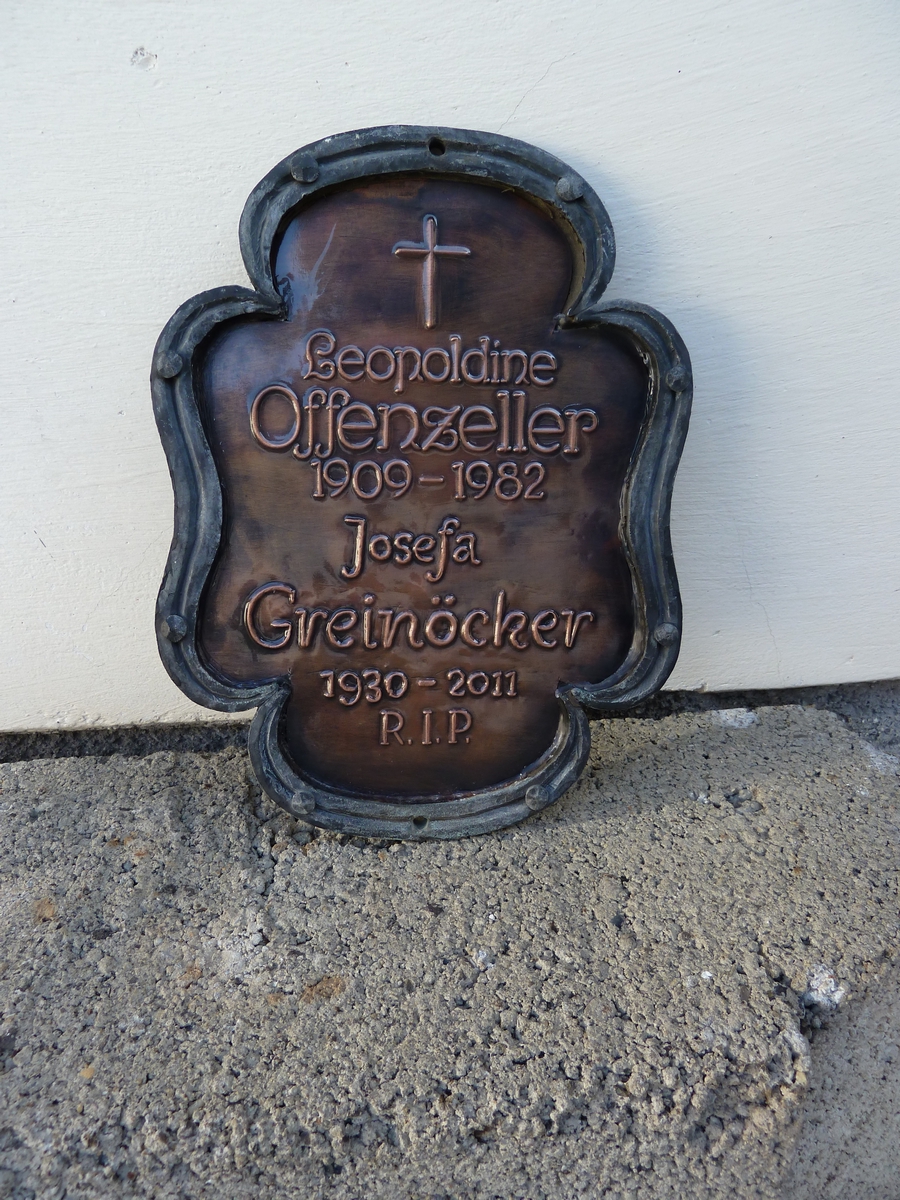 Leopoldine
Offenzeller
1909 – 1982
Josefa
Greinöcker
1930 – 2011
R.I.P.